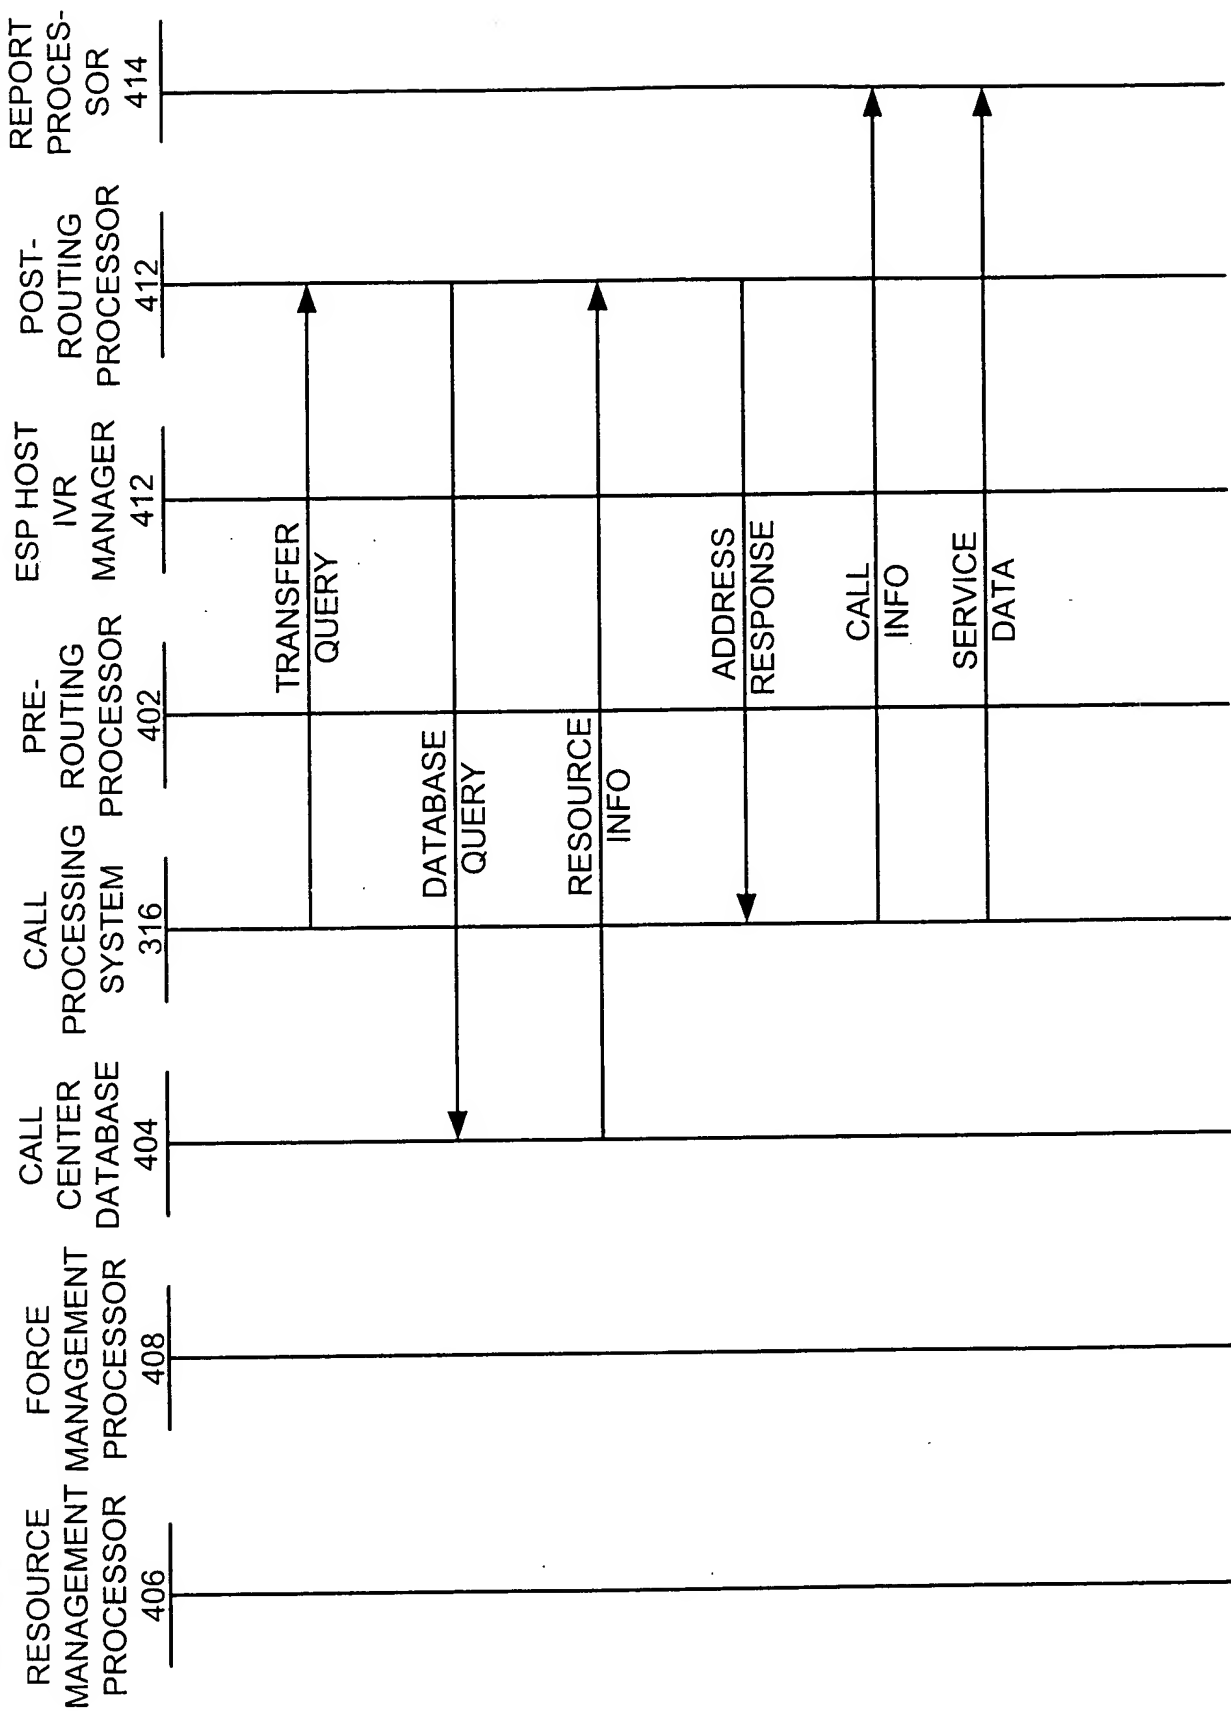 RESOURCE
MANAGEMENT
PROCESSOR
406
FORCE
MANAGEMENT
PROCESSOR
408
CALL
CENTER
DATABASE
404
CALL
PROCESSING
SYSTEM
316
PRE-
ROUTING
PROCESSOR
402
ESP HOST
IVR
MANAGER
412
POST-
ROUTING
PROCESSOR
412
REPORT
PROCES-
SOR
414
TRANSFER
QUERY
DATABASE
QUERY
RESOURCE
INFO
ADDRESS
RESPONSE
CALL
INFO
SERVICE
DATA